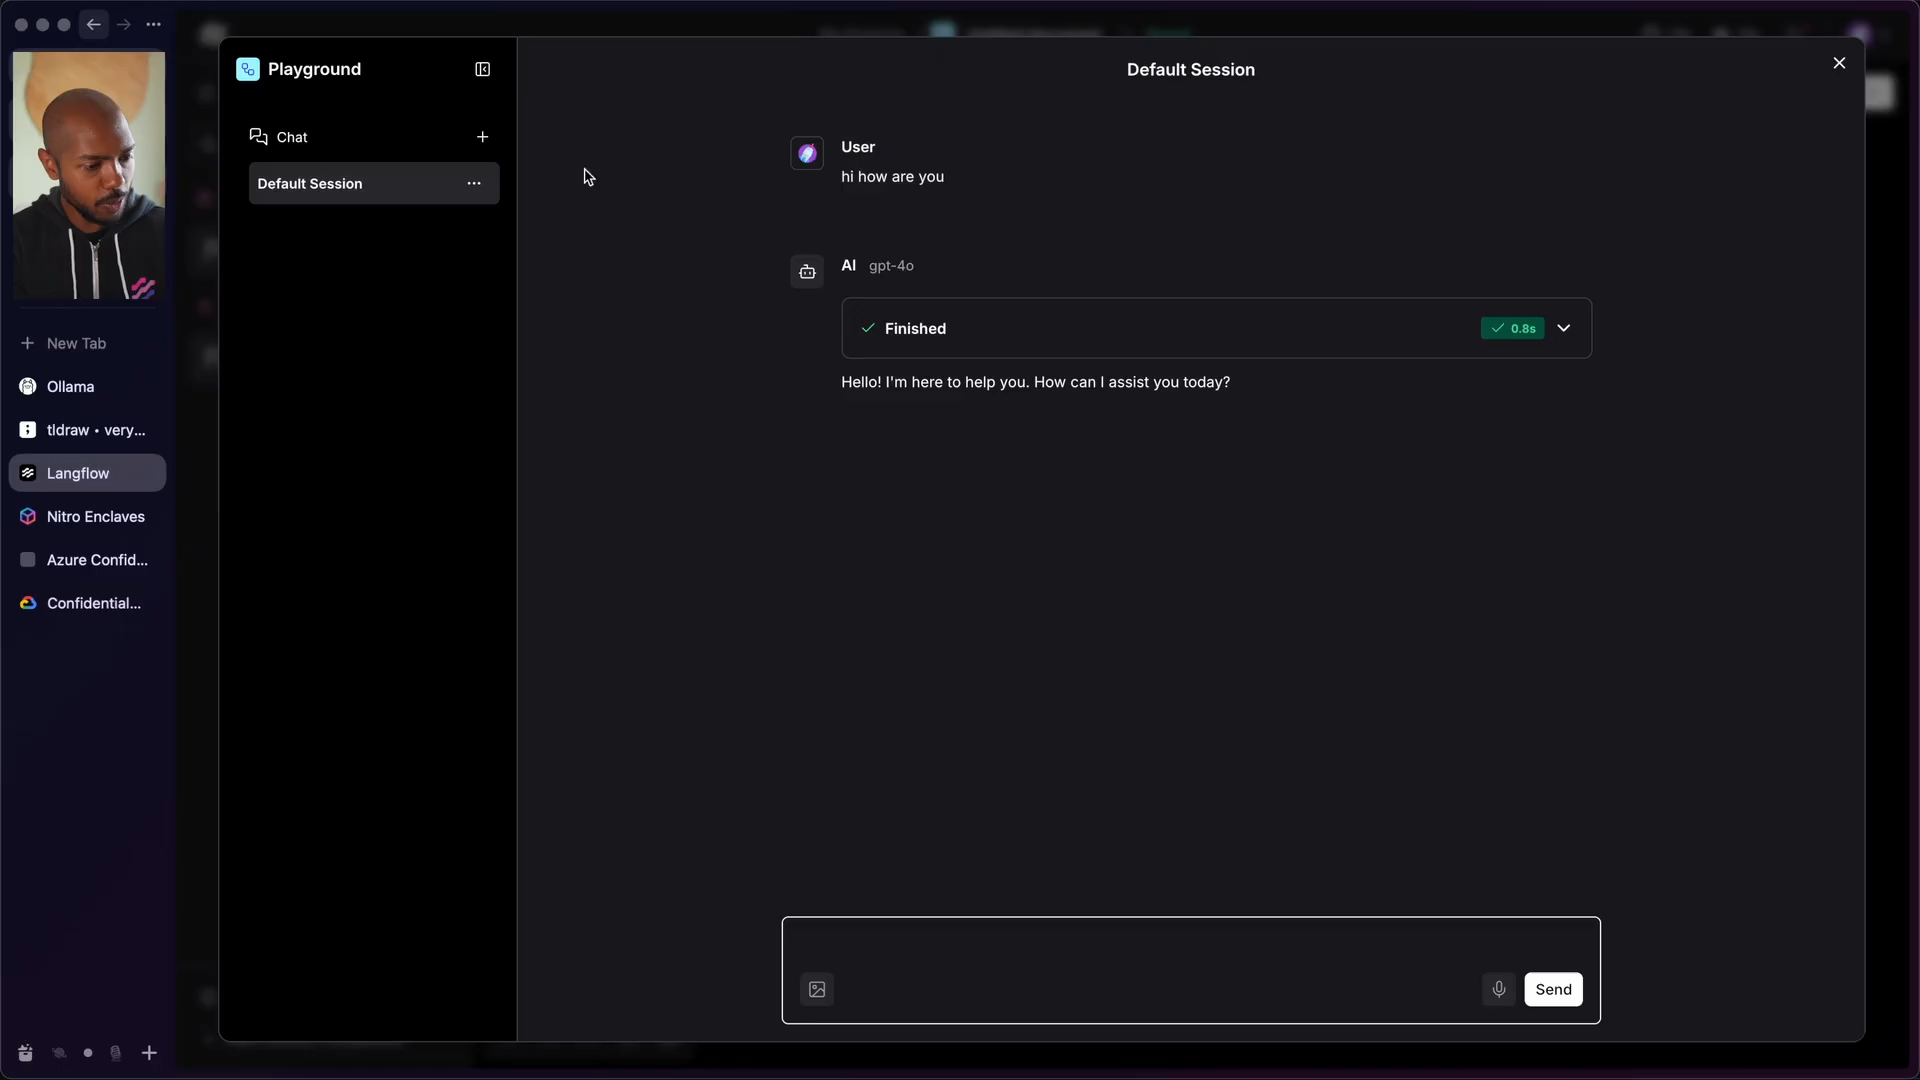 Playground
Default Session
Chat
Default Session
User
hi how are you
AI gpt-4o
Finished
0.8s
Hello! I'm here to help you. How can I assist you today?
Send
New Tab
Ollama
tldraw • very...
Langflow
Nitro Enclaves
Azure Confid...
Confidential...